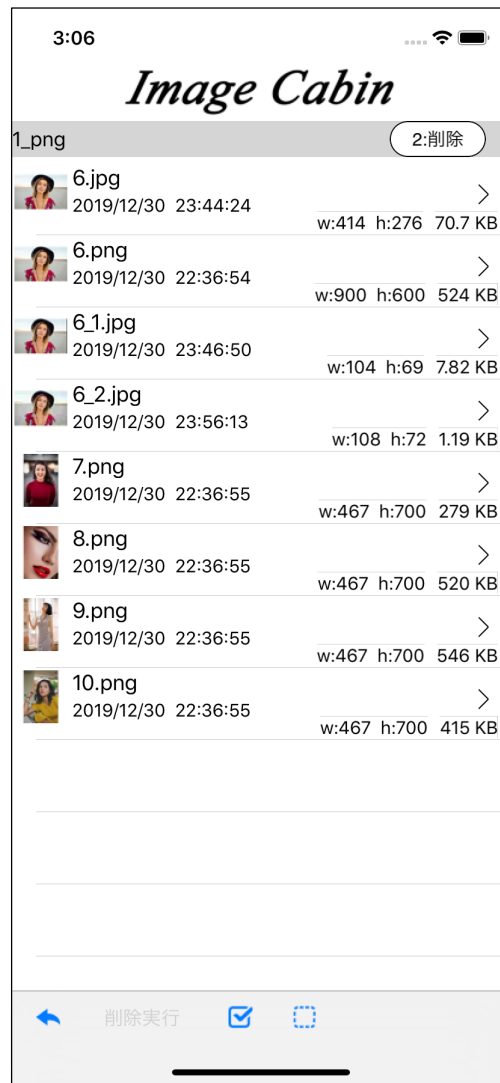 3:06
Image Cabin
1_png 2:削除
6.jpg
2019/12/30 23:44:24
w:414 h:276 70.7 KB
6.png
2019/12/30 22:36:54
w:900 h:600 524 KB
6_1.jpg
2019/12/30 23:46:50
w:104 h:69 7.82 KB
6_2.jpg
2019/12/30 23:56:13
w:108 h:72 1.19 KB
7.png
2019/12/30 22:36:55
w:467 h:700 279 KB
8.png
2019/12/30 22:36:55
w:467 h:700 520 KB
9.png
2019/12/30 22:36:55
w:467 h:700 546 KB
10.png
2019/12/30 22:36:55
w:467 h:700 415 KB
削除実行